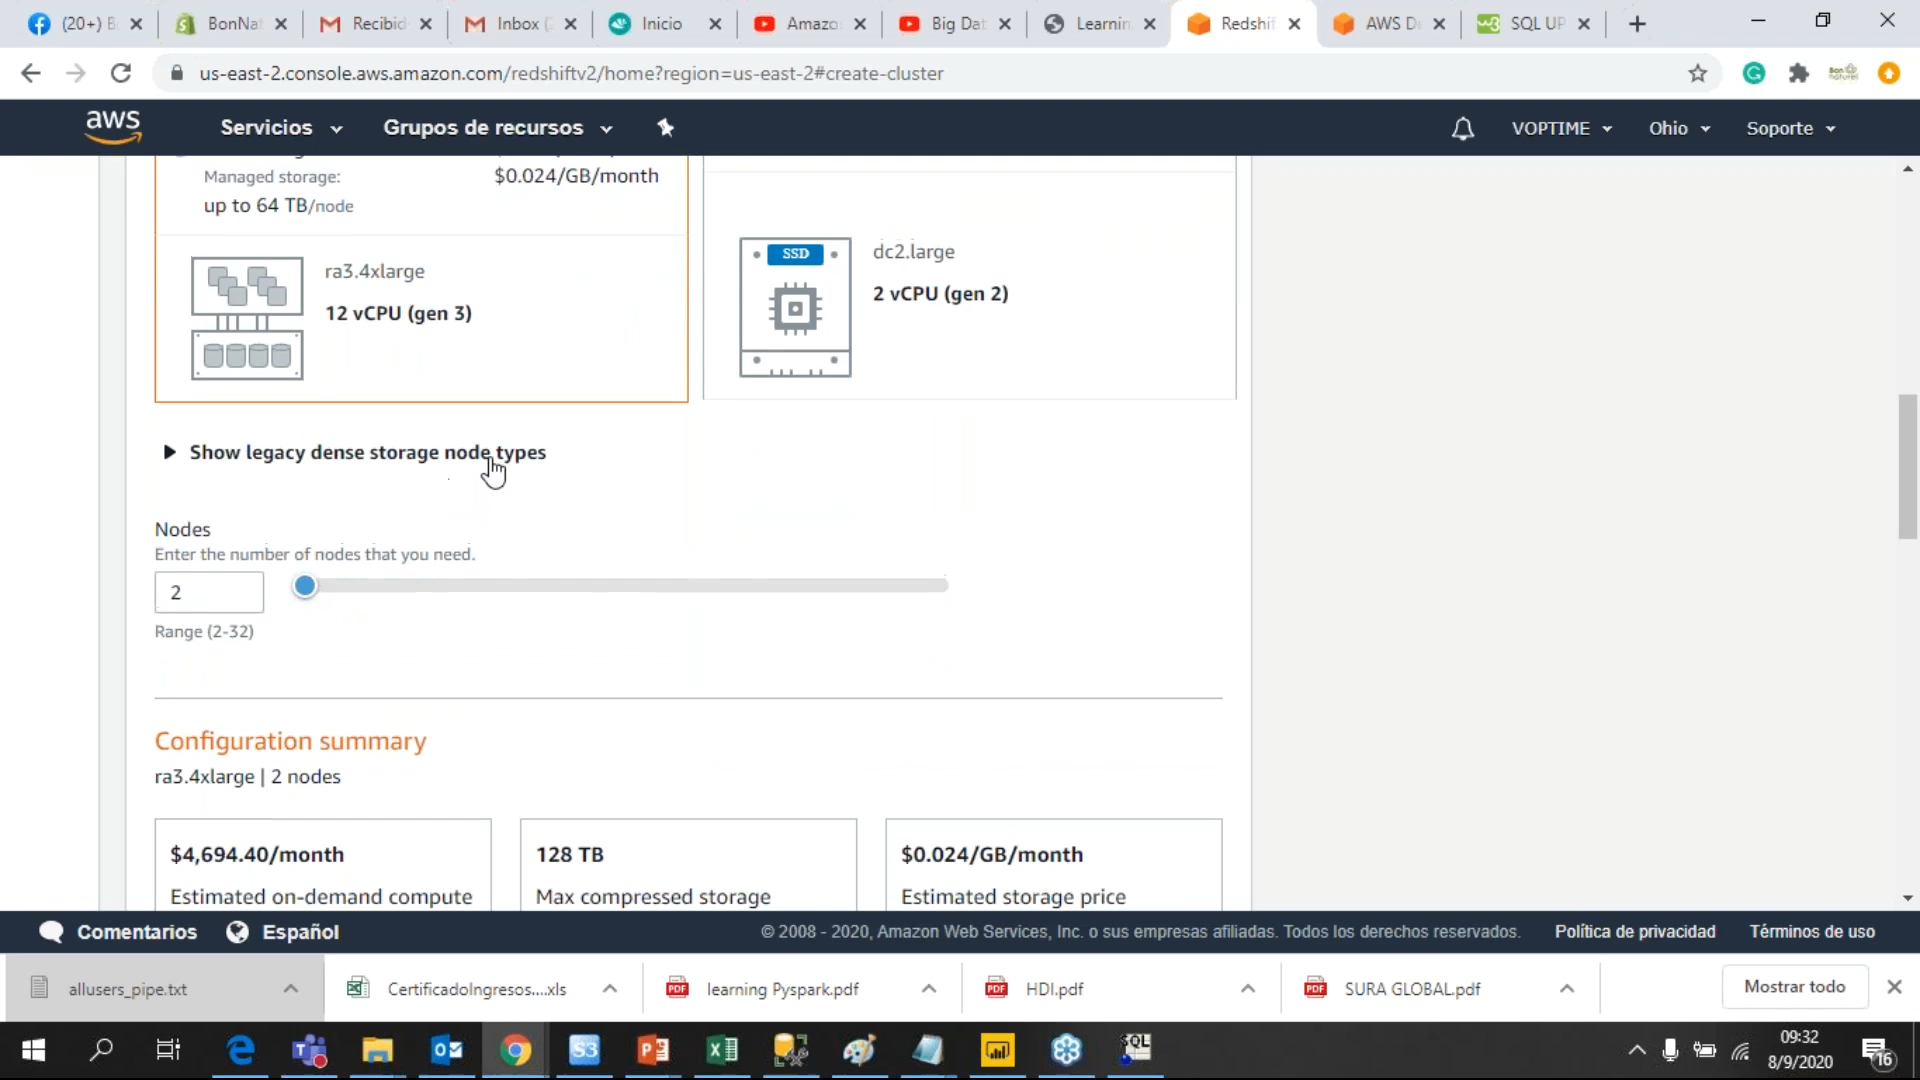 (20+) B
BonNat
Recibid
Inbox (
Inicio
Amazo
Big Dat
Learnin
Redshif
AWS D
SQL UP
us-east-2.console.aws.amazon.com/redshiftv2/home?region=us-east-2#create-cluster
aws
Servicios
Grupos de recursos
VOPTIME
Ohio
Soporte
Managed storage:
$0.024/GB/month
up to 64 TB/node
ra3.4xlarge
12 vCPU (gen 3)
SSD
dc2.large
2 vCPU (gen 2)
Show legacy dense storage node types
Nodes
Enter the number of nodes that you need.
2
Range (2-32)
Configuration summary
ra3.4xlarge | 2 nodes
$4,694.40/month
Estimated on-demand compute
128 TB
Max compressed storage
$0.024/GB/month
Estimated storage price
Comentarios
Español
© 2008 - 2020, Amazon Web Services, Inc. o sus empresas afiliadas. Todos los derechos reservados.
Política de privacidad
Términos de uso
allusers_pipe.txt
CertificadoIngresos....xls
learning Pyspark.pdf
HDI.pdf
SURA GLOBAL.pdf
Mostrar todo
09:32
8/9/2020
16